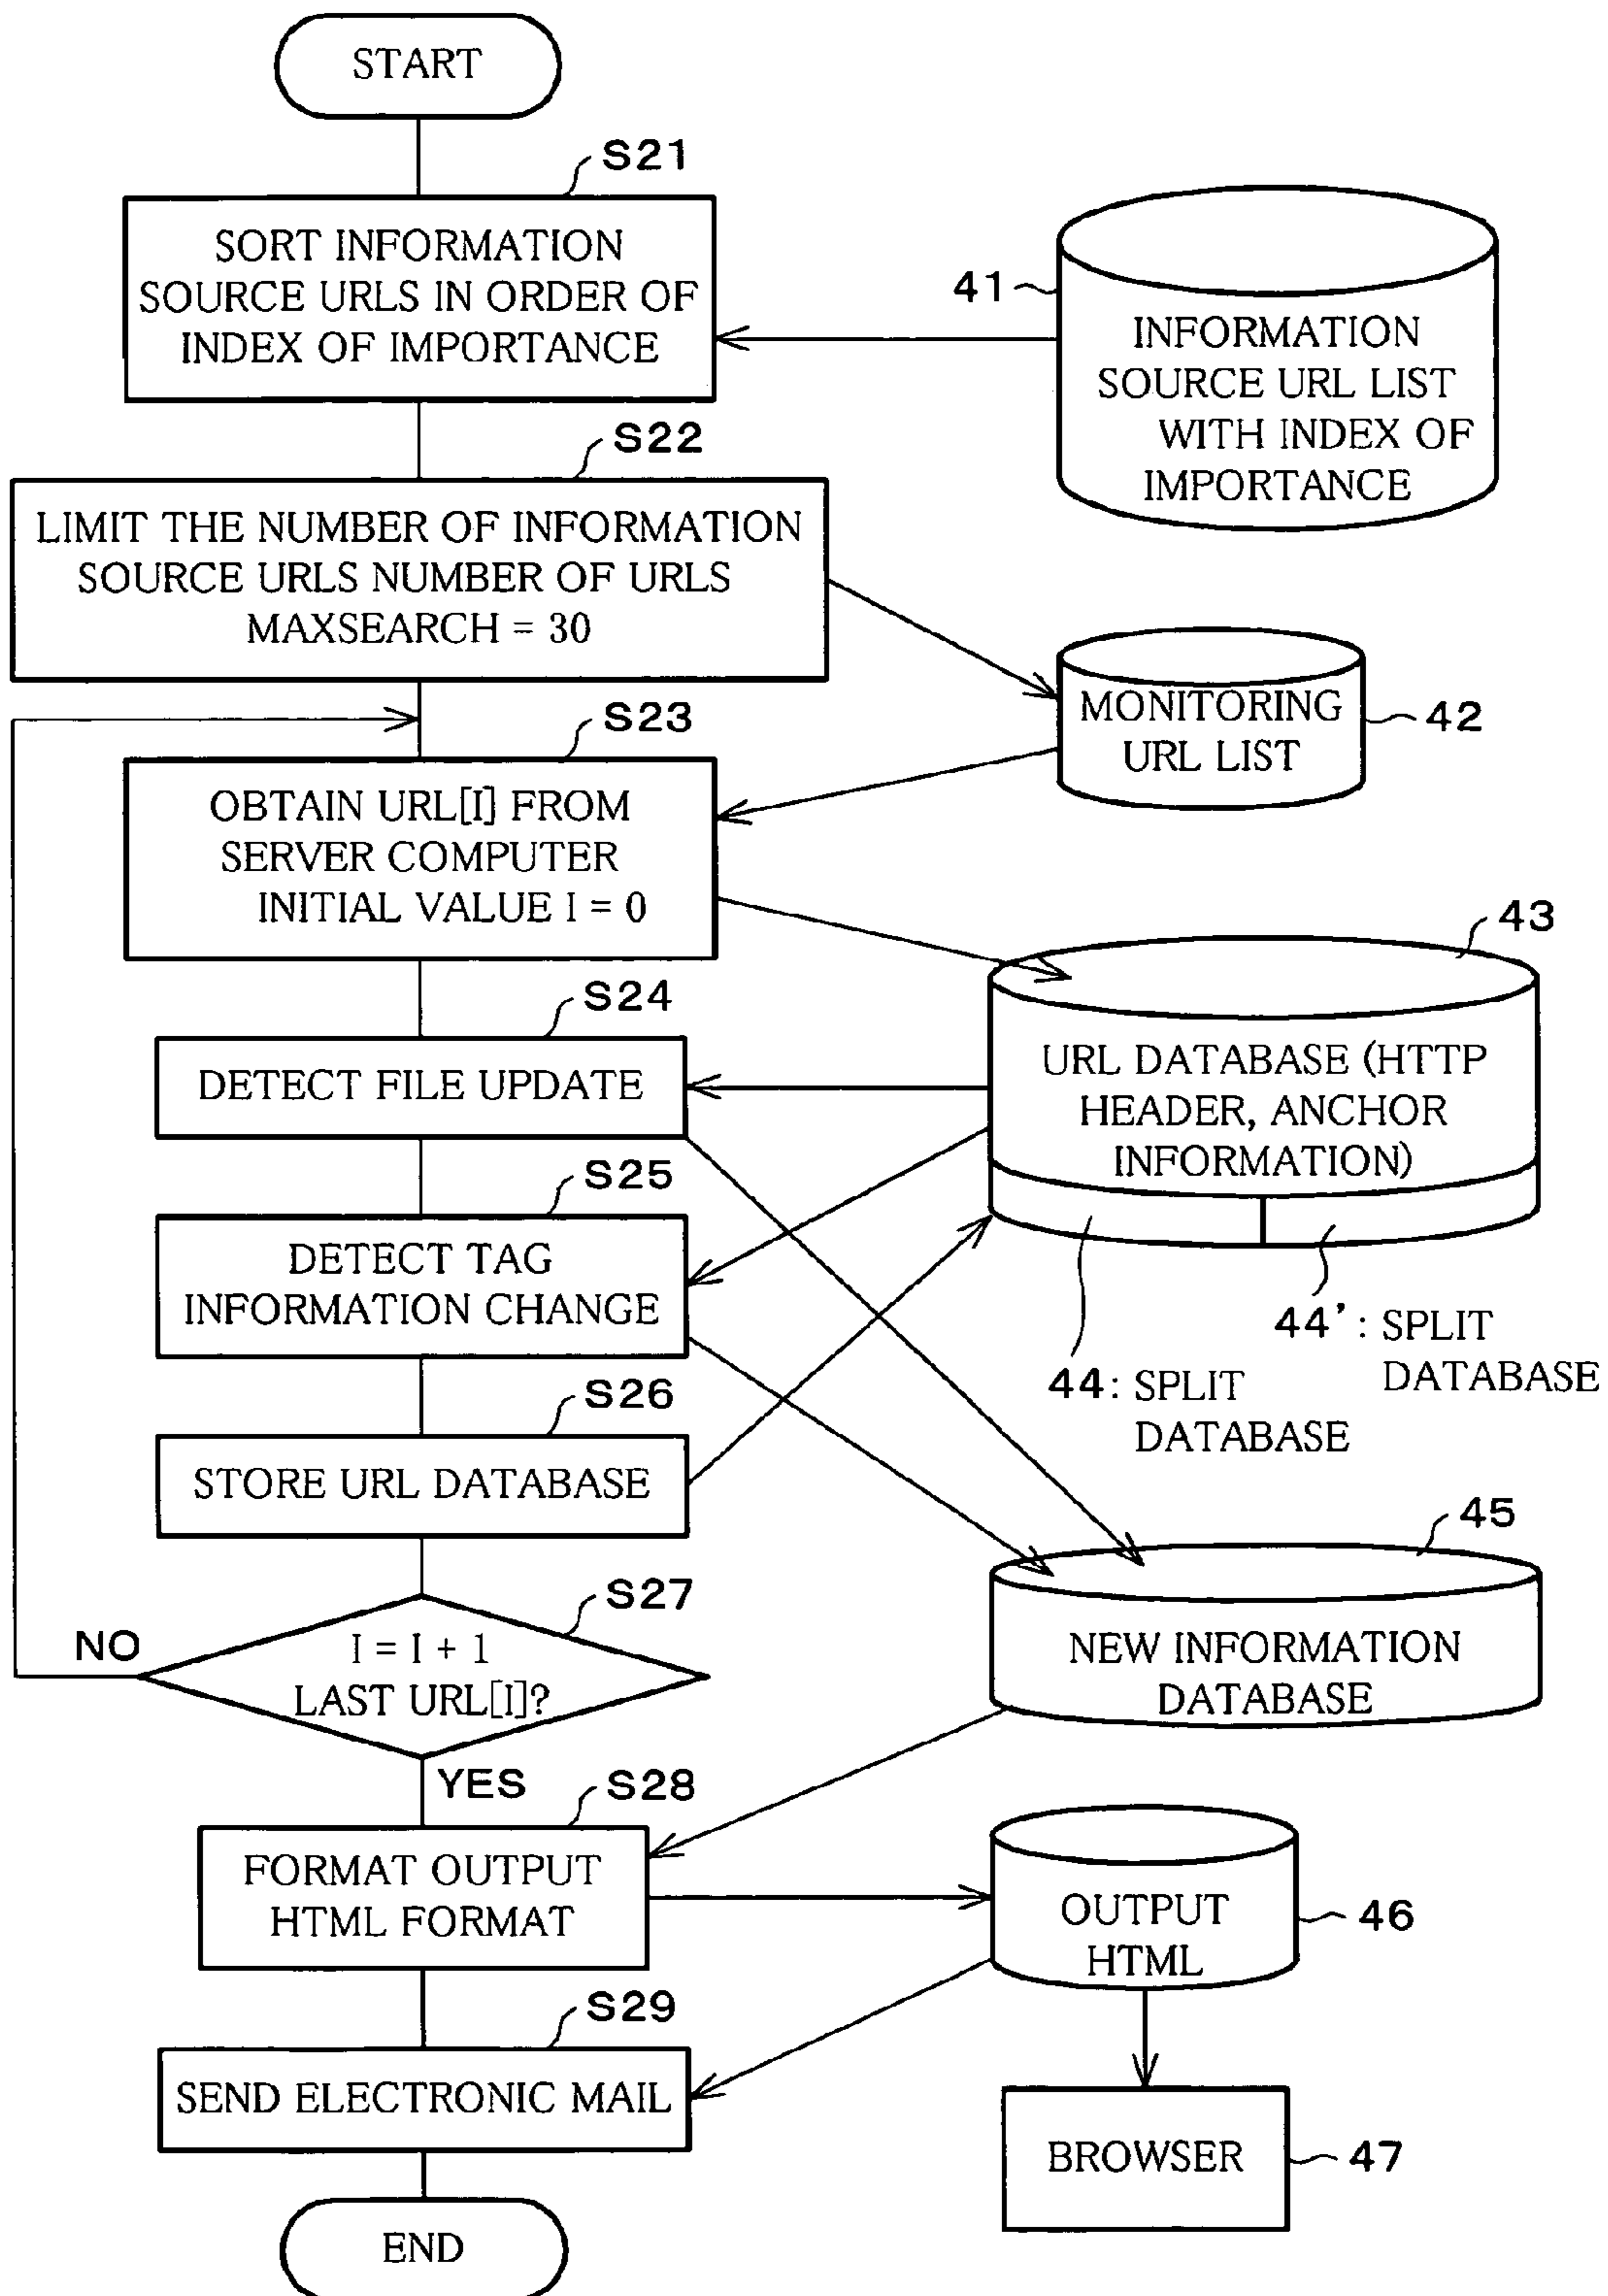 START
S21
SORT INFORMATION
SOURCE URLS IN ORDER OF
INDEX OF IMPORTANCE
41
INFORMATION
SOURCE URL LIST
WITH INDEX OF
IMPORTANCE
S22
LIMIT THE NUMBER OF INFORMATION
SOURCE URLS NUMBER OF URLS
MAXSEARCH = 30
MONITORING
URL LIST
42
S23
OBTAIN URL[I] FROM
SERVER COMPUTER
INITIAL VALUE I = 0
43
URL DATABASE (HTTP
HEADER, ANCHOR
INFORMATION)
44: SPLIT
DATABASE
44': SPLIT
DATABASE
S24
DETECT FILE UPDATE
S25
DETECT TAG
INFORMATION CHANGE
S26
STORE URL DATABASE
45
NEW INFORMATION
DATABASE
S27
I = I + 1
LAST URL[I]?
NO
YES
S28
FORMAT OUTPUT
HTML FORMAT
OUTPUT
HTML
46
S29
SEND ELECTRONIC MAIL
BROWSER
47
END